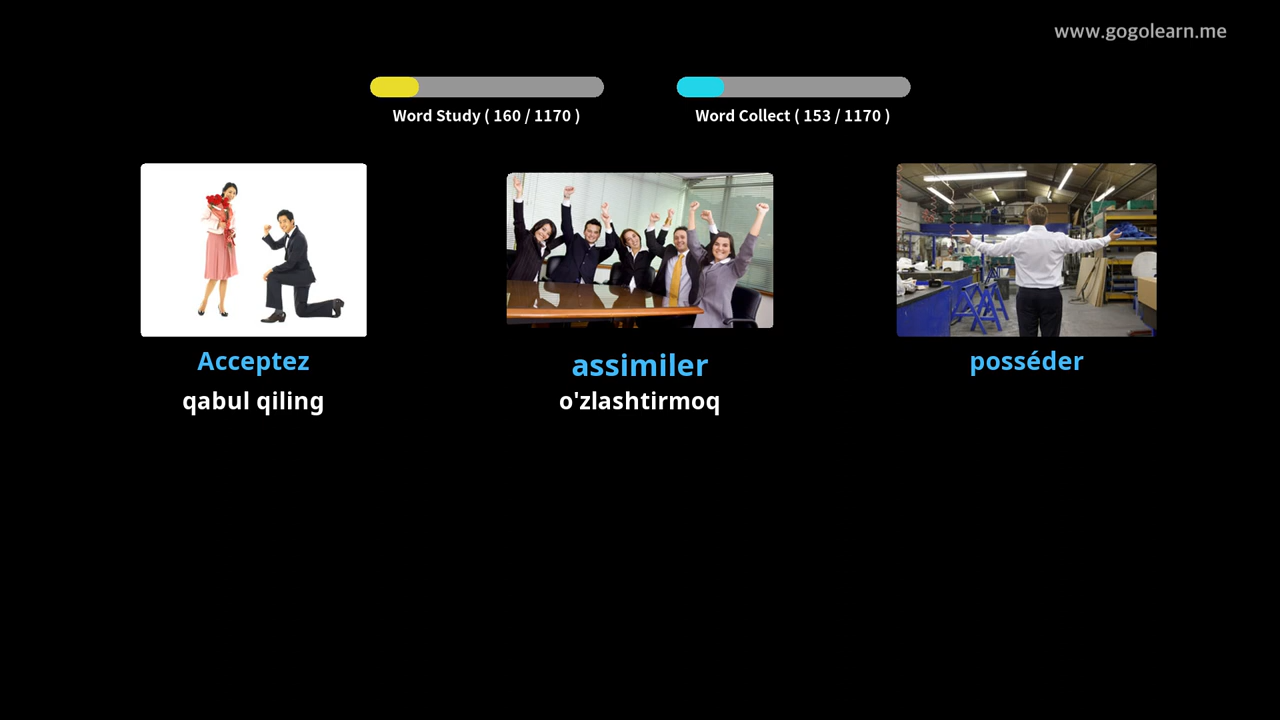 www.gogolearn.me
Word Study ( 160 / 1170 )
Word Collect ( 153 / 1170 )
Acceptez
assimiler
posséder
qabul qiling
o'zlashtirmoq